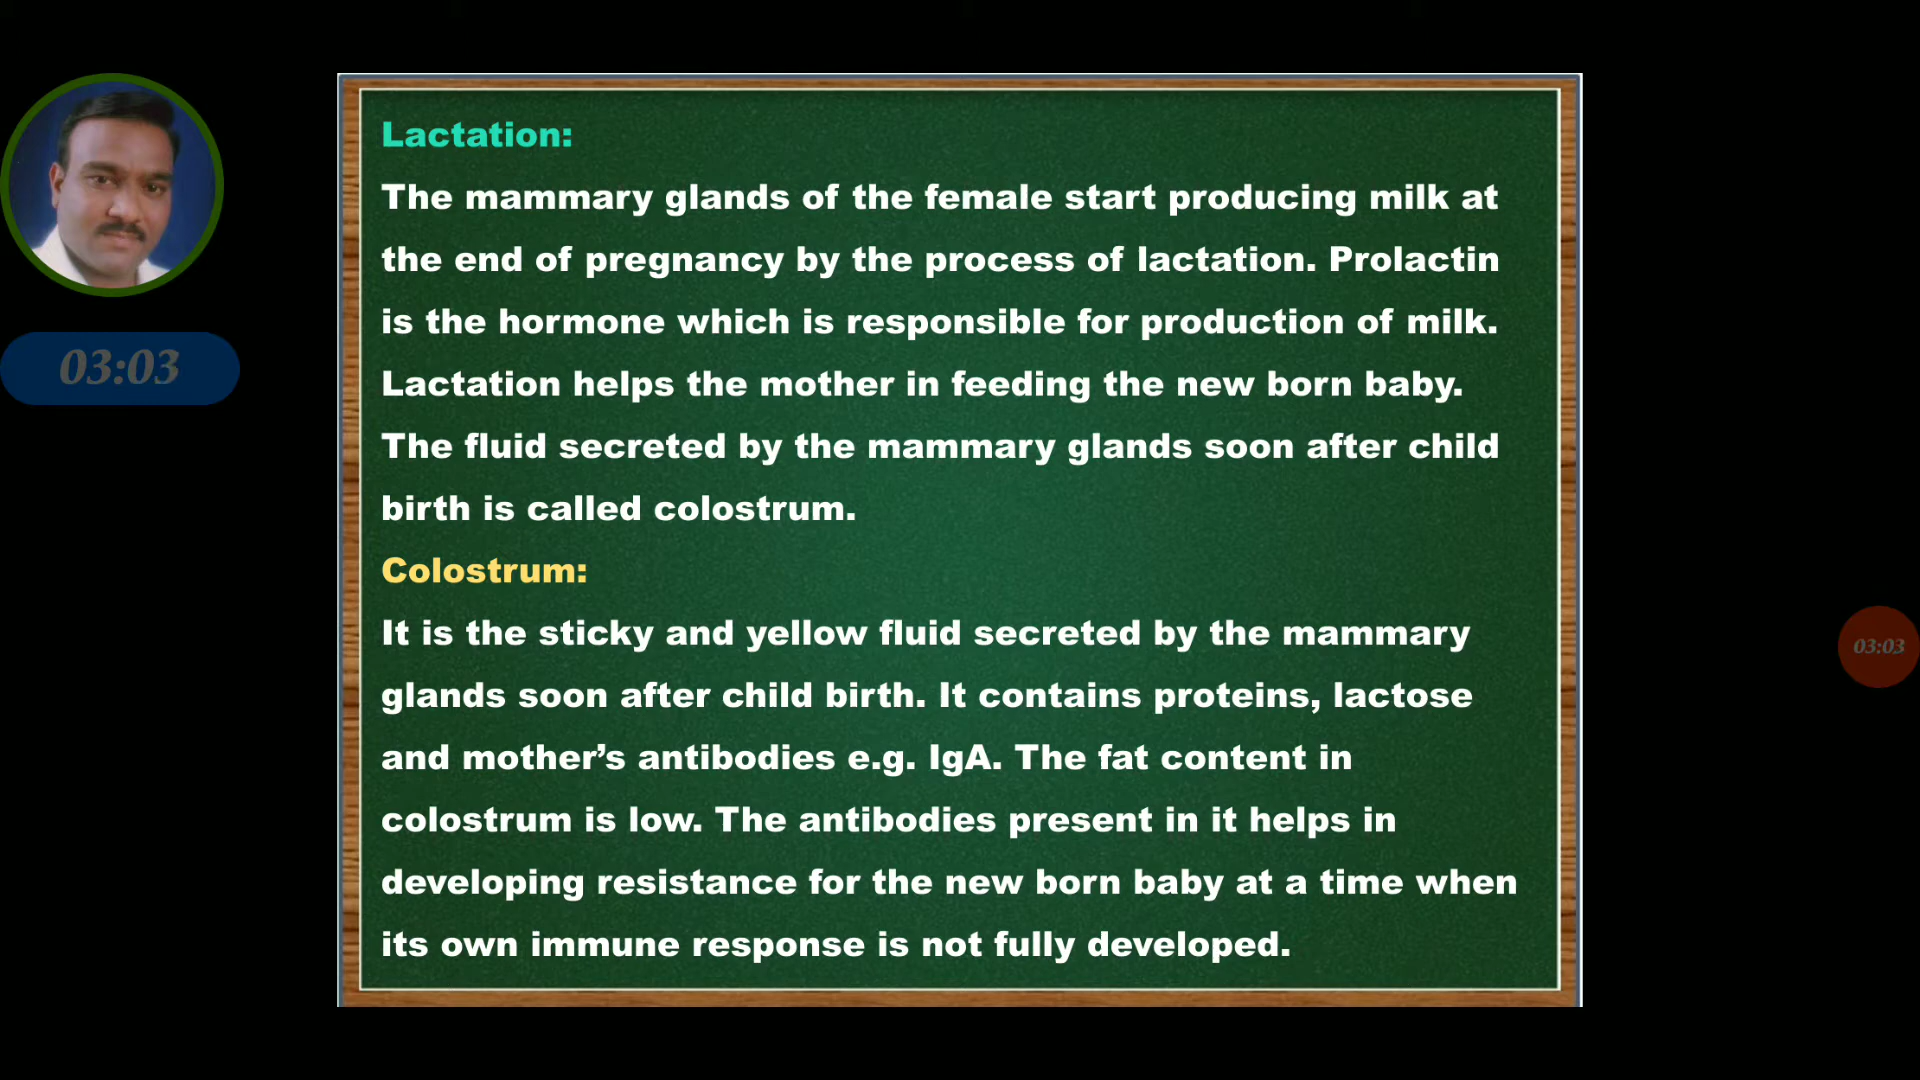 Lactation:
The mammary glands of the female start producing milk at
the end of pregnancy by the process of lactation. Prolactin
is the hormone which is responsible for production of milk.
Lactation helps the mother in feeding the new born baby.
The fluid secreted by the mammary glands soon after child
birth is called colostrum.
Colostrum:
It is the sticky and yellow fluid secreted by the mammary
glands soon after child birth. It contains proteins, lactose
and mother’s antibodies e.g. IgA. The fat content in
colostrum is low. The antibodies present in it helps in
developing resistance for the new born baby at a time when
its own immune response is not fully developed.
03:03
03:03